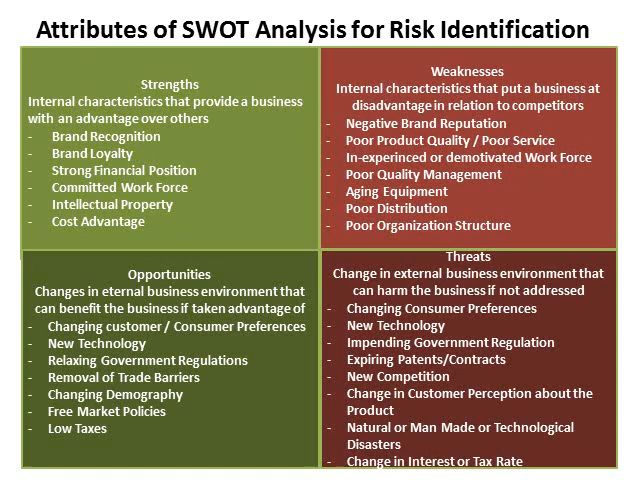 Attributes of SWOT Analysis for Risk Identification
Strengths
Internal characteristics that provide a business
with an advantage over others
- Brand Recognition
- Brand Loyalty
- Strong Financial Position
- Committed Work Force
- Intellectual Property
- Cost Advantage
Weaknesses
Internal characteristics that put a business at
disadvantage in relation to competitors
- Negative Brand Reputation
- Poor Product Quality / Poor Service
- In-experinced or demotivated Work Force
- Poor Quality Management
- Aging Equipment
- Poor Distribution
- Poor Organization Structure
Opportunities
Changes in eternal business environment that
can benefit the business if taken advantage of
- Changing customer / Consumer Preferences
- New Technology
- Relaxing Government Regulations
- Removal of Trade Barriers
- Changing Demography
- Free Market Policies
- Low Taxes
Threats
Change in external business environment that
can harm the business if not addressed
- Changing Consumer Preferences
- New Technology
- Impending Government Regulation
- Expiring Patents/Contracts
- New Competition
- Change in Customer Perception about the
Product
- Natural or Man Made or Technological
Disasters
- Change in Interest or Tax Rate